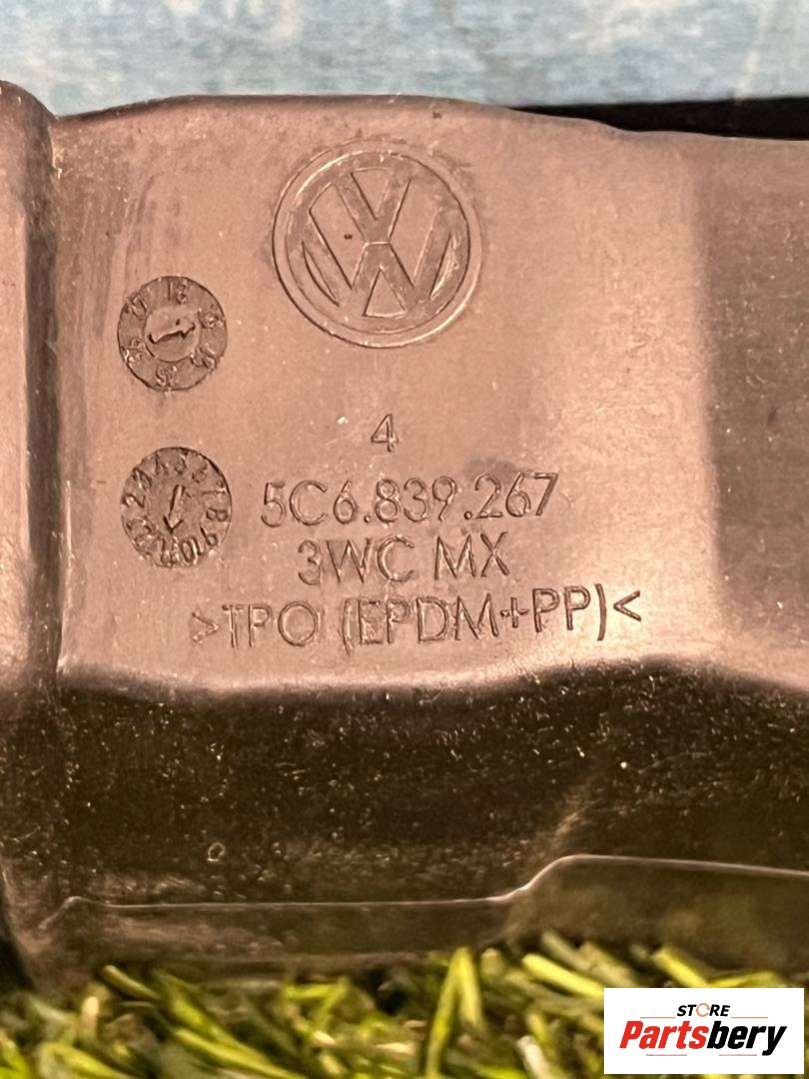 4
5C6.839.267
3WC MX
>TPO (EPDM+PP)<
STORE
Partsbery